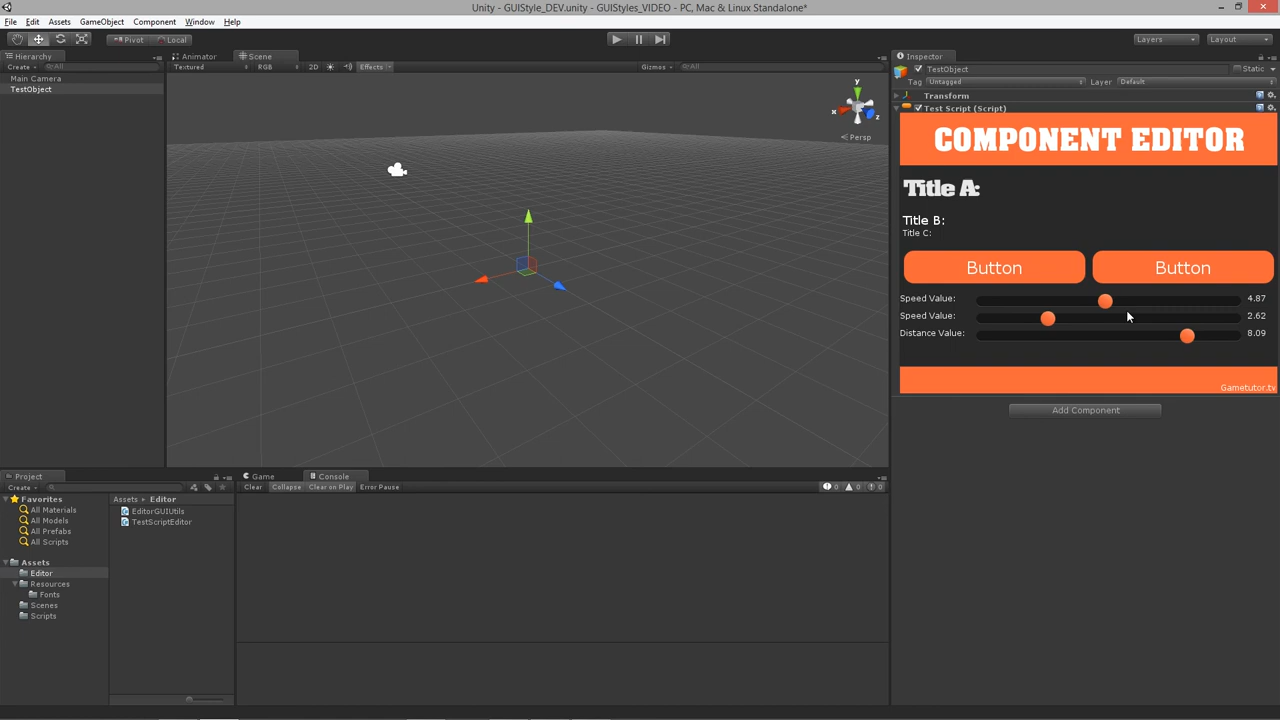 Unity - GUIStyle_DEV.unity - GUIStyles_VIDEO - PC, Mac & Linux Standalone*
File Edit Assets GameObject Component Window Help
Pivot Local
Layers Layout
Hierarchy
Create All
Main Camera
TestObject
Animator Scene
Textured RGB 2D Effects Gizmos All
y
x
z
Persp
Inspector
TestObject Static
Tag Untagged Layer Default
Transform
Test Script (Script)
COMPONENT EDITOR
Title A:
Title B:
Title C:
Button Button
Speed Value: 4.87
Speed Value: 2.62
Distance Value: 8.09
Gametutor.tv
Add Component
Project
Create
Favorites
All Materials
All Models
All Prefabs
All Scripts
Assets
Editor
Resources
Fonts
Scenes
Scripts
Assets Editor
EditorGUIUtils
TestScriptEditor
Game Console
Clear Collapse Clear on Play Error Pause 0 0 0